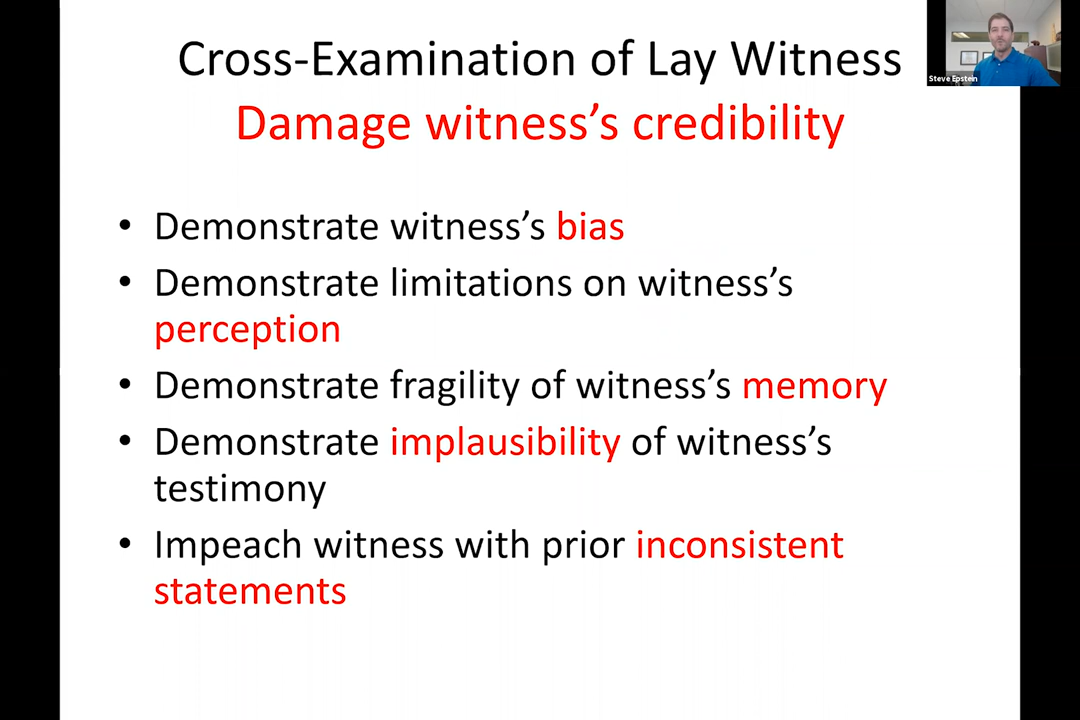 Cross-Examination of Lay Witness
Steve Epstein
Damage witness’s credibility
• Demonstrate witness’s bias
• Demonstrate limitations on witness’s
perception
• Demonstrate fragility of witness’s memory
• Demonstrate implausibility of witness’s
testimony
• Impeach witness with prior inconsistent
statements